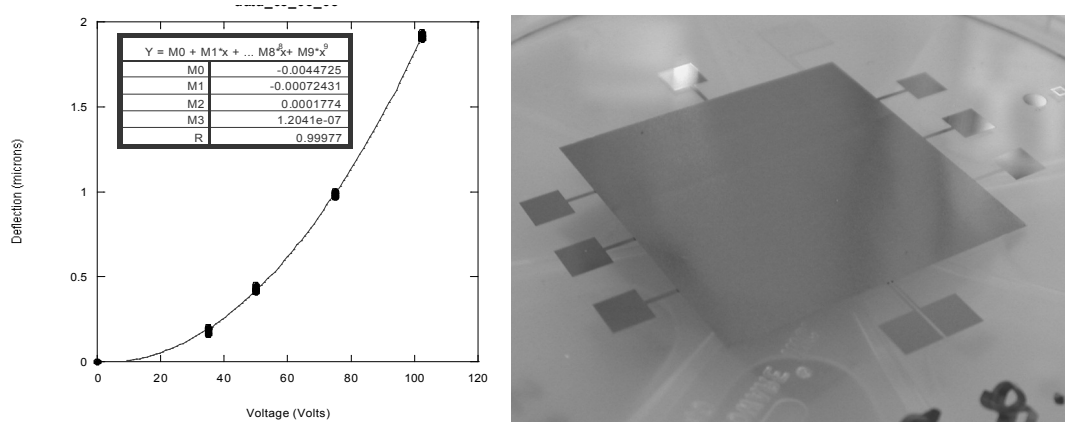 2
Y = M0 + M1*x + ... M8*x⁸ + M9*x⁹
M0 -0.0044725
M1 -0.00072431
M2 0.0001774
M3 1.2041e-07
R 0.99977
1.5
1
0.5
0
0 20 40 60 80 100 120
Deflection (microns)
Voltage (Volts)